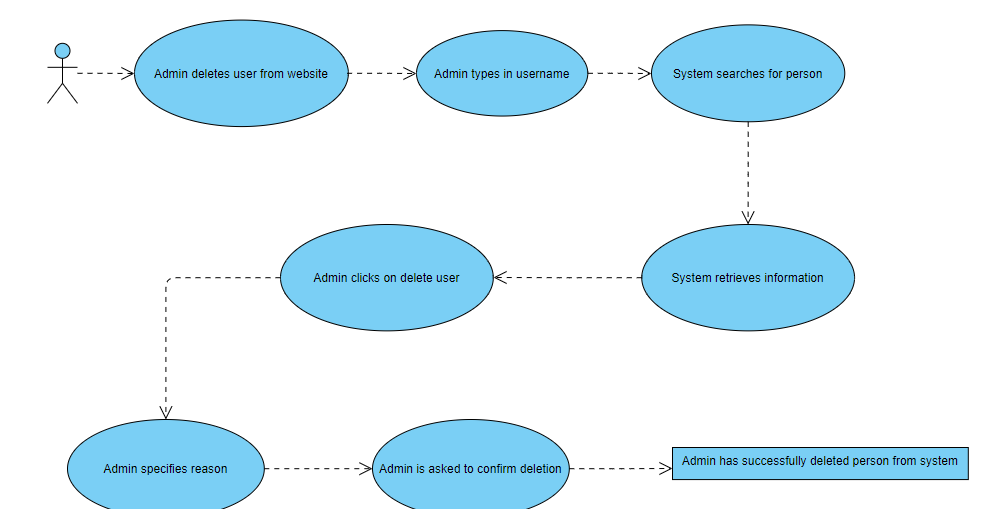 Admin deletes user from website
Admin types in username
System searches for person
System retrieves information
Admin clicks on delete user
Admin specifies reason
Admin is asked to confirm deletion
Admin has successfully deleted person from system